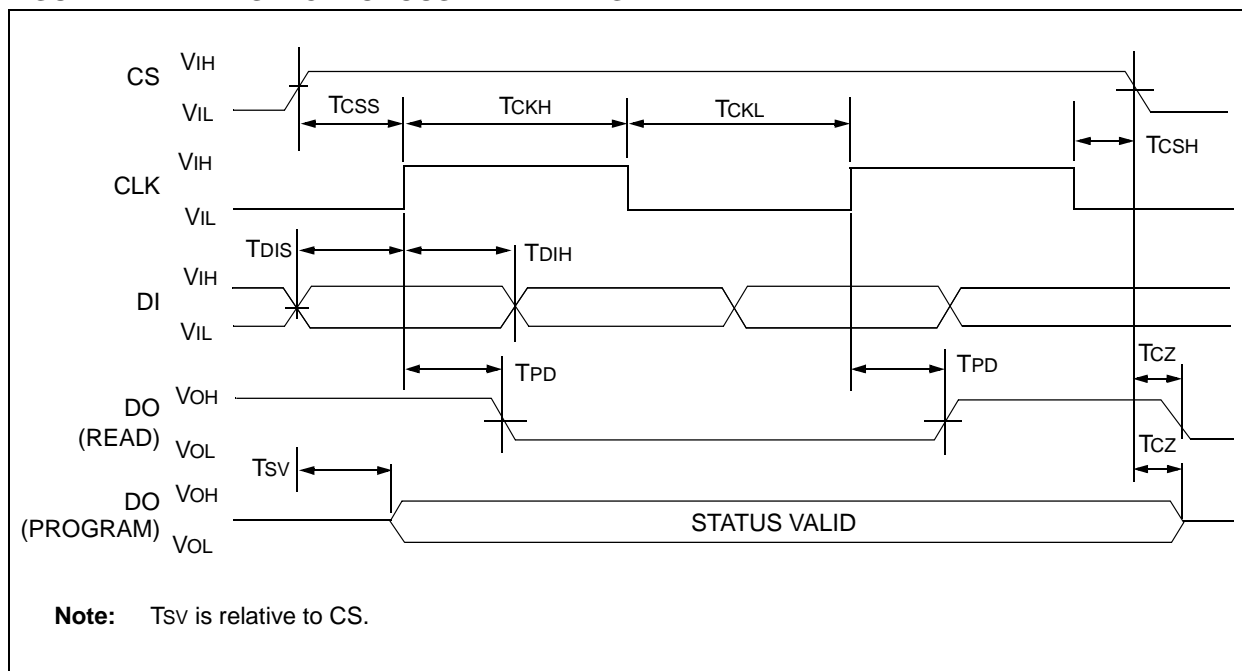 CS
VIH
VIL
TCSS
TCKH
TCKL
TCSH
CLK
VIH
VIL
TDIS
TDIH
DI
VIH
VIL
TPD
TPD
TCZ
DO
(READ)
VOH
VOL
TCZ
TSV
DO
(PROGRAM)
VOH
VOL
STATUS VALID
Note: TSV is relative to CS.